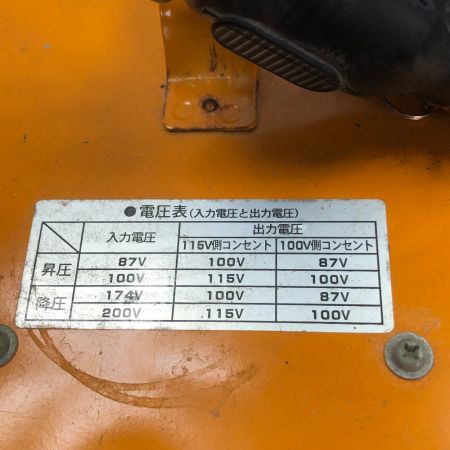 ●電圧表(入力電圧と出力電圧)
入力電圧 出力電圧
115V側コンセント 100V側コンセント
昇圧 87V 100V 87V
100V 115V 100V
降圧 174V 100V 87V
200V 115V 100V